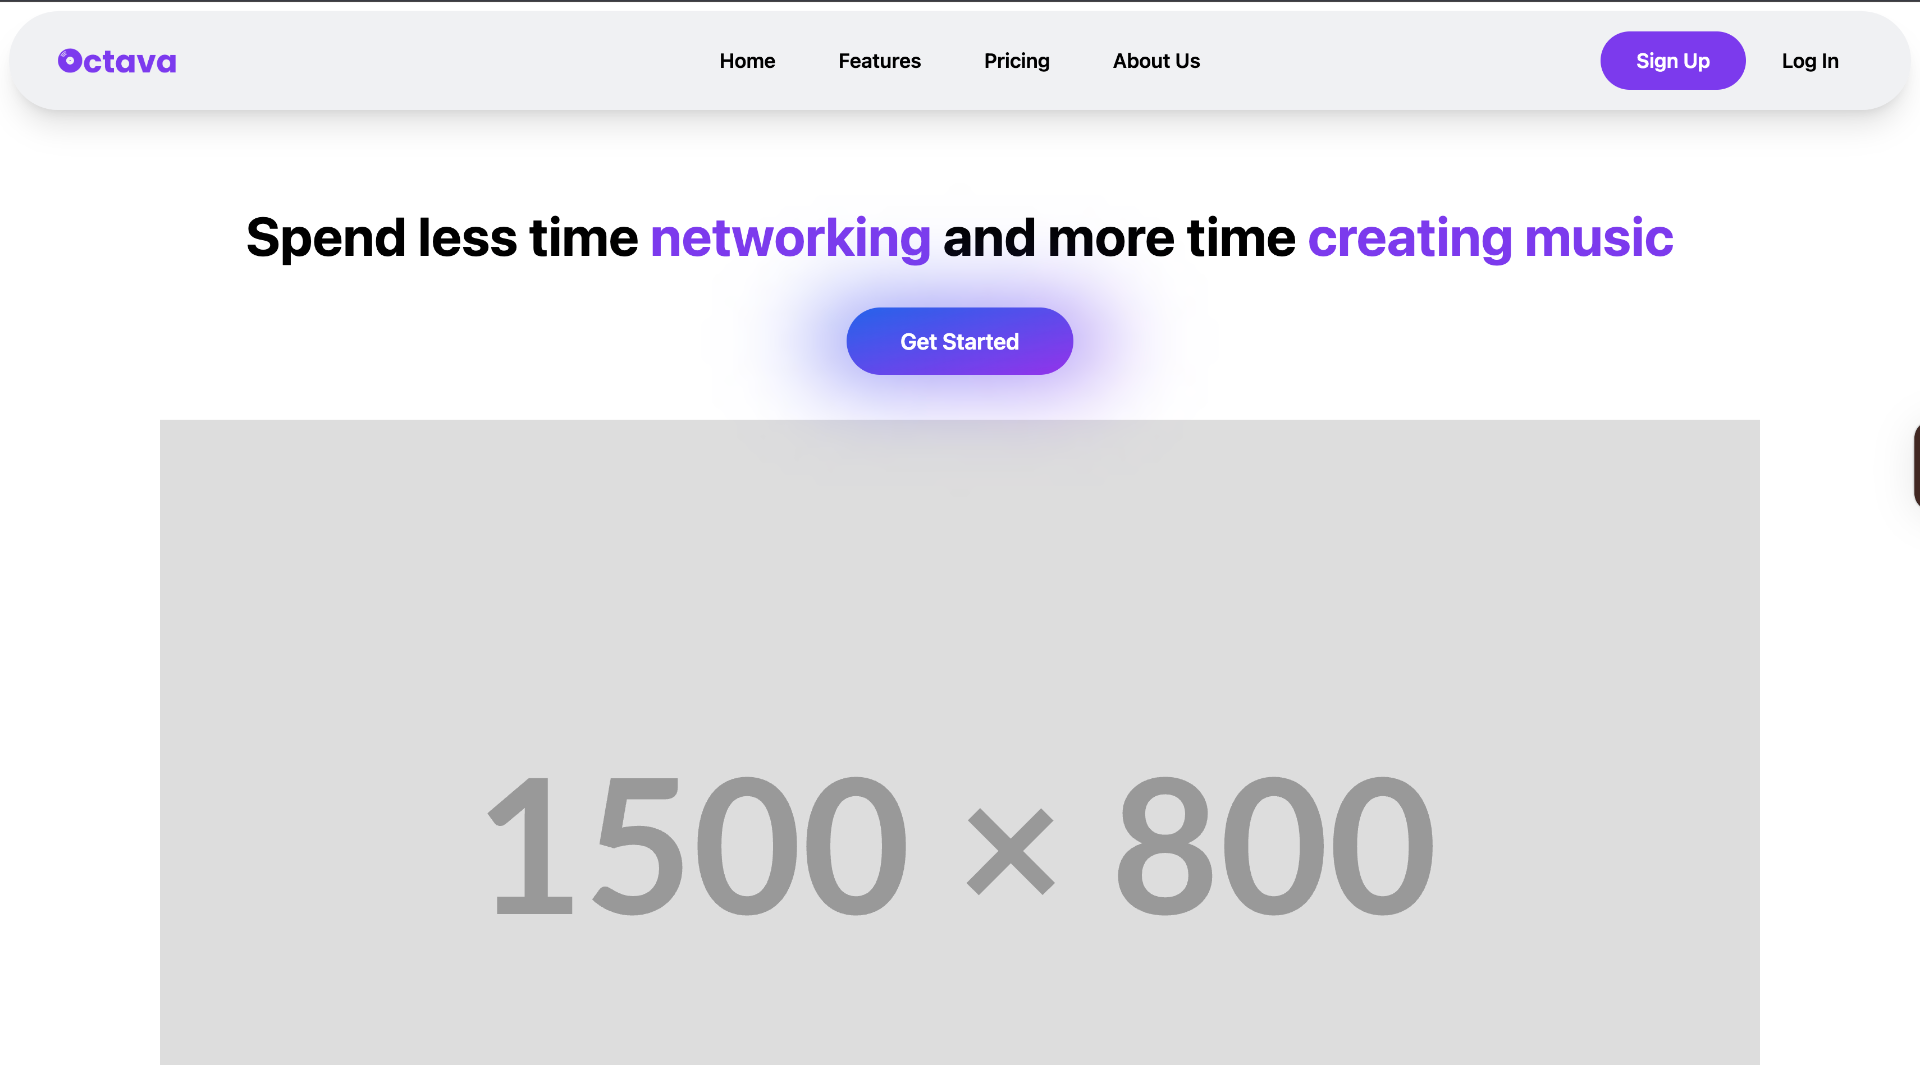 Octava
Home Features Pricing About Us
Sign Up Log In
Spend less time networking and more time creating music
Get Started
1500 × 800